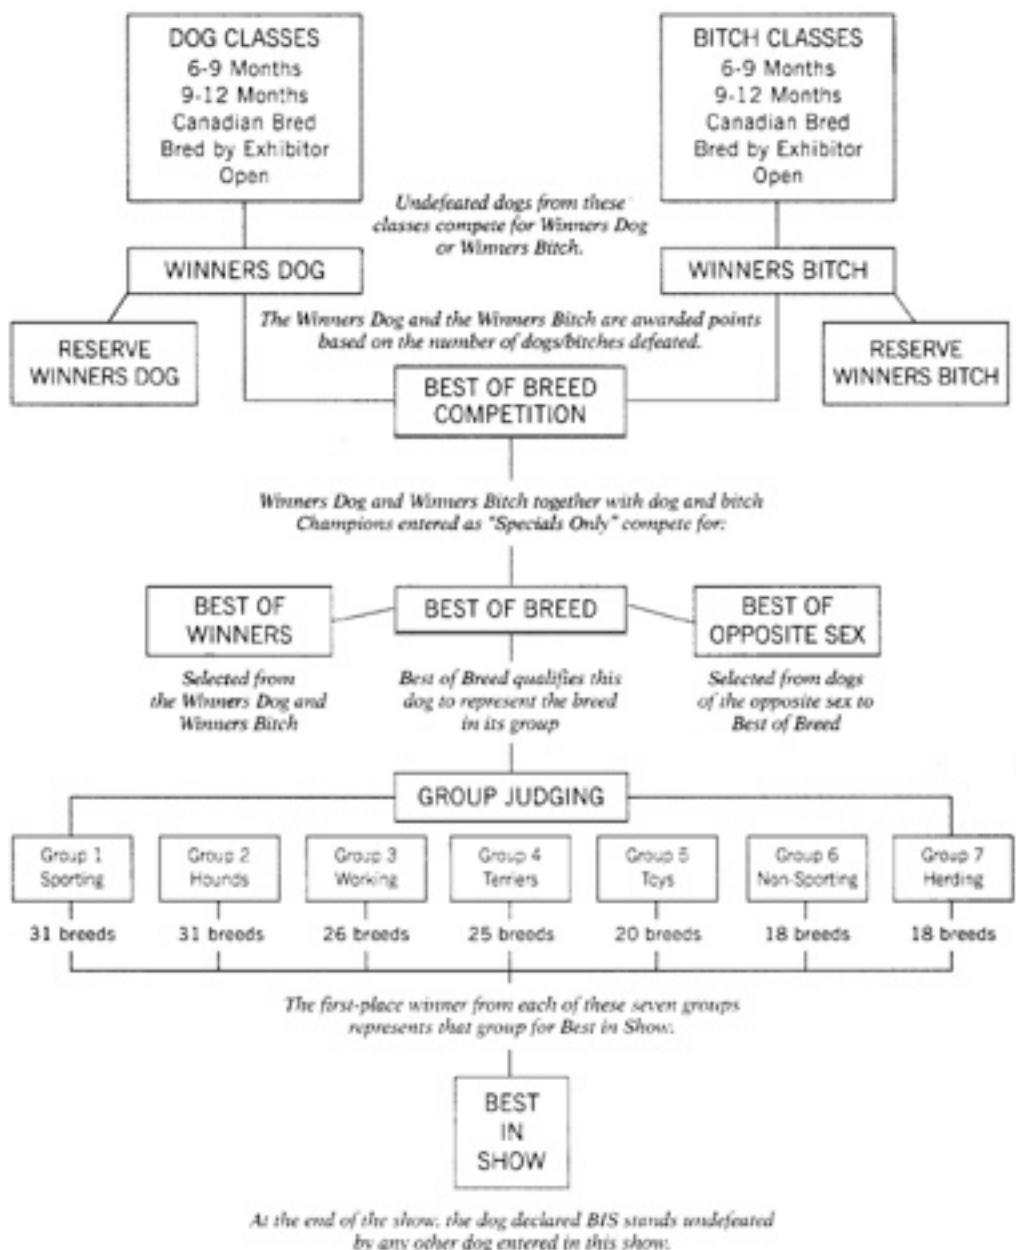 DOG CLASSES
6-9 Months
9-12 Months
Canadian Bred
Bred by Exhibitor
Open
BITCH CLASSES
6-9 Months
9-12 Months
Canadian Bred
Bred by Exhibitor
Open
Undefeated dogs from these
classes compete for Winners Dog
or Winners Bitch.
WINNERS DOG
WINNERS BITCH
The Winners Dog and the Winners Bitch are awarded points
based on the number of dogs/bitches defeated.
RESERVE
WINNERS DOG
RESERVE
WINNERS BITCH
BEST OF BREED
COMPETITION
Winners Dog and Winners Bitch together with dog and bitch
Champions entered as "Specials Only" compete for:
BEST OF
WINNERS
BEST OF BREED
BEST OF
OPPOSITE SEX
Selected from
the Winners Dog and
Winners Bitch
Best of Breed qualifies this
dog to represent the breed
in its group
Selected from dogs
of the opposite sex to
Best of Breed
GROUP JUDGING
Group 1
Sporting
Group 2
Hounds
Group 3
Working
Group 4
Terriers
Group 5
Toys
Group 6
Non-Sporting
Group 7
Herding
31 breeds
31 breeds
26 breeds
25 breeds
20 breeds
18 breeds
18 breeds
The first-place winner from each of these seven groups
represents that group for Best in Show.
BEST
IN
SHOW
At the end of the show, the dog declared BIS stands undefeated
by any other dog entered in this show.